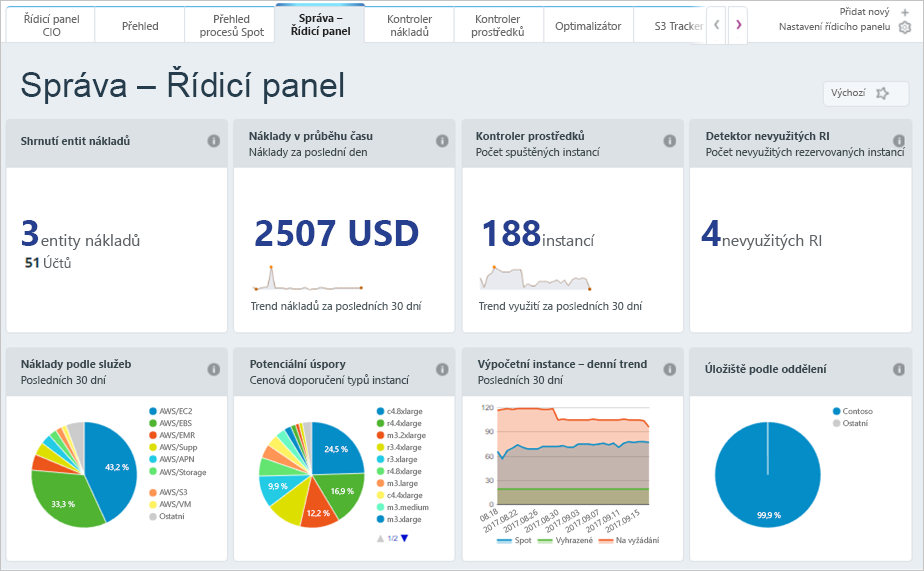 Řídicí panel
CIO
Přehled
Přehled
procesů Spot
Správa –
Řídicí panel
Kontroler
nákladů
Kontroler
prostředků
Optimalizátor
S3 Tracker
Přidat nový
Nastavení řídicího panelu
Správa – Řídicí panel
Výchozí
Shrnutí entit nákladů
3 entity nákladů
51 Účtů
Náklady v průběhu času
Náklady za poslední den
2507 USD
Trend nákladů za posledních 30 dní
Kontroler prostředků
Počet spuštěných instancí
188 instancí
Trend využití za posledních 30 dní
Detektor nevyužitých RI
Počet nevyužitých rezervovaných instancí
4 nevyužitých RI
Náklady podle služeb
Posledních 30 dní
43,2 %
33,3 %
AWS/EC2
AWS/EBS
AWS/EMR
AWS/Supp
AWS/APN
AWS/Storage
AWS/S3
AWS/VM
Ostatní
Potenciální úspory
Cenová doporučení typů instancí
24,5 %
16,9 %
12,2 %
9,9 %
c4.8xlarge
r4.4xlarge
m3.2xlarge
r3.4xlarge
r3.xlarge
r4.8xlarge
m3.large
c4.4xlarge
m3.medium
m3.xlarge
1/2
Výpočetní instance – denní trend
Posledních 30 dní
120
90
60
30
0
08.18
2017.08.22
2017.08.26
2017.08.30
2017.09.03
2017.09.07
2017.09.11
2017.09.15
Spot
Vyhrazené
Na vyžádání
Úložiště podle oddělení
99,9 %
Contoso
Ostatní